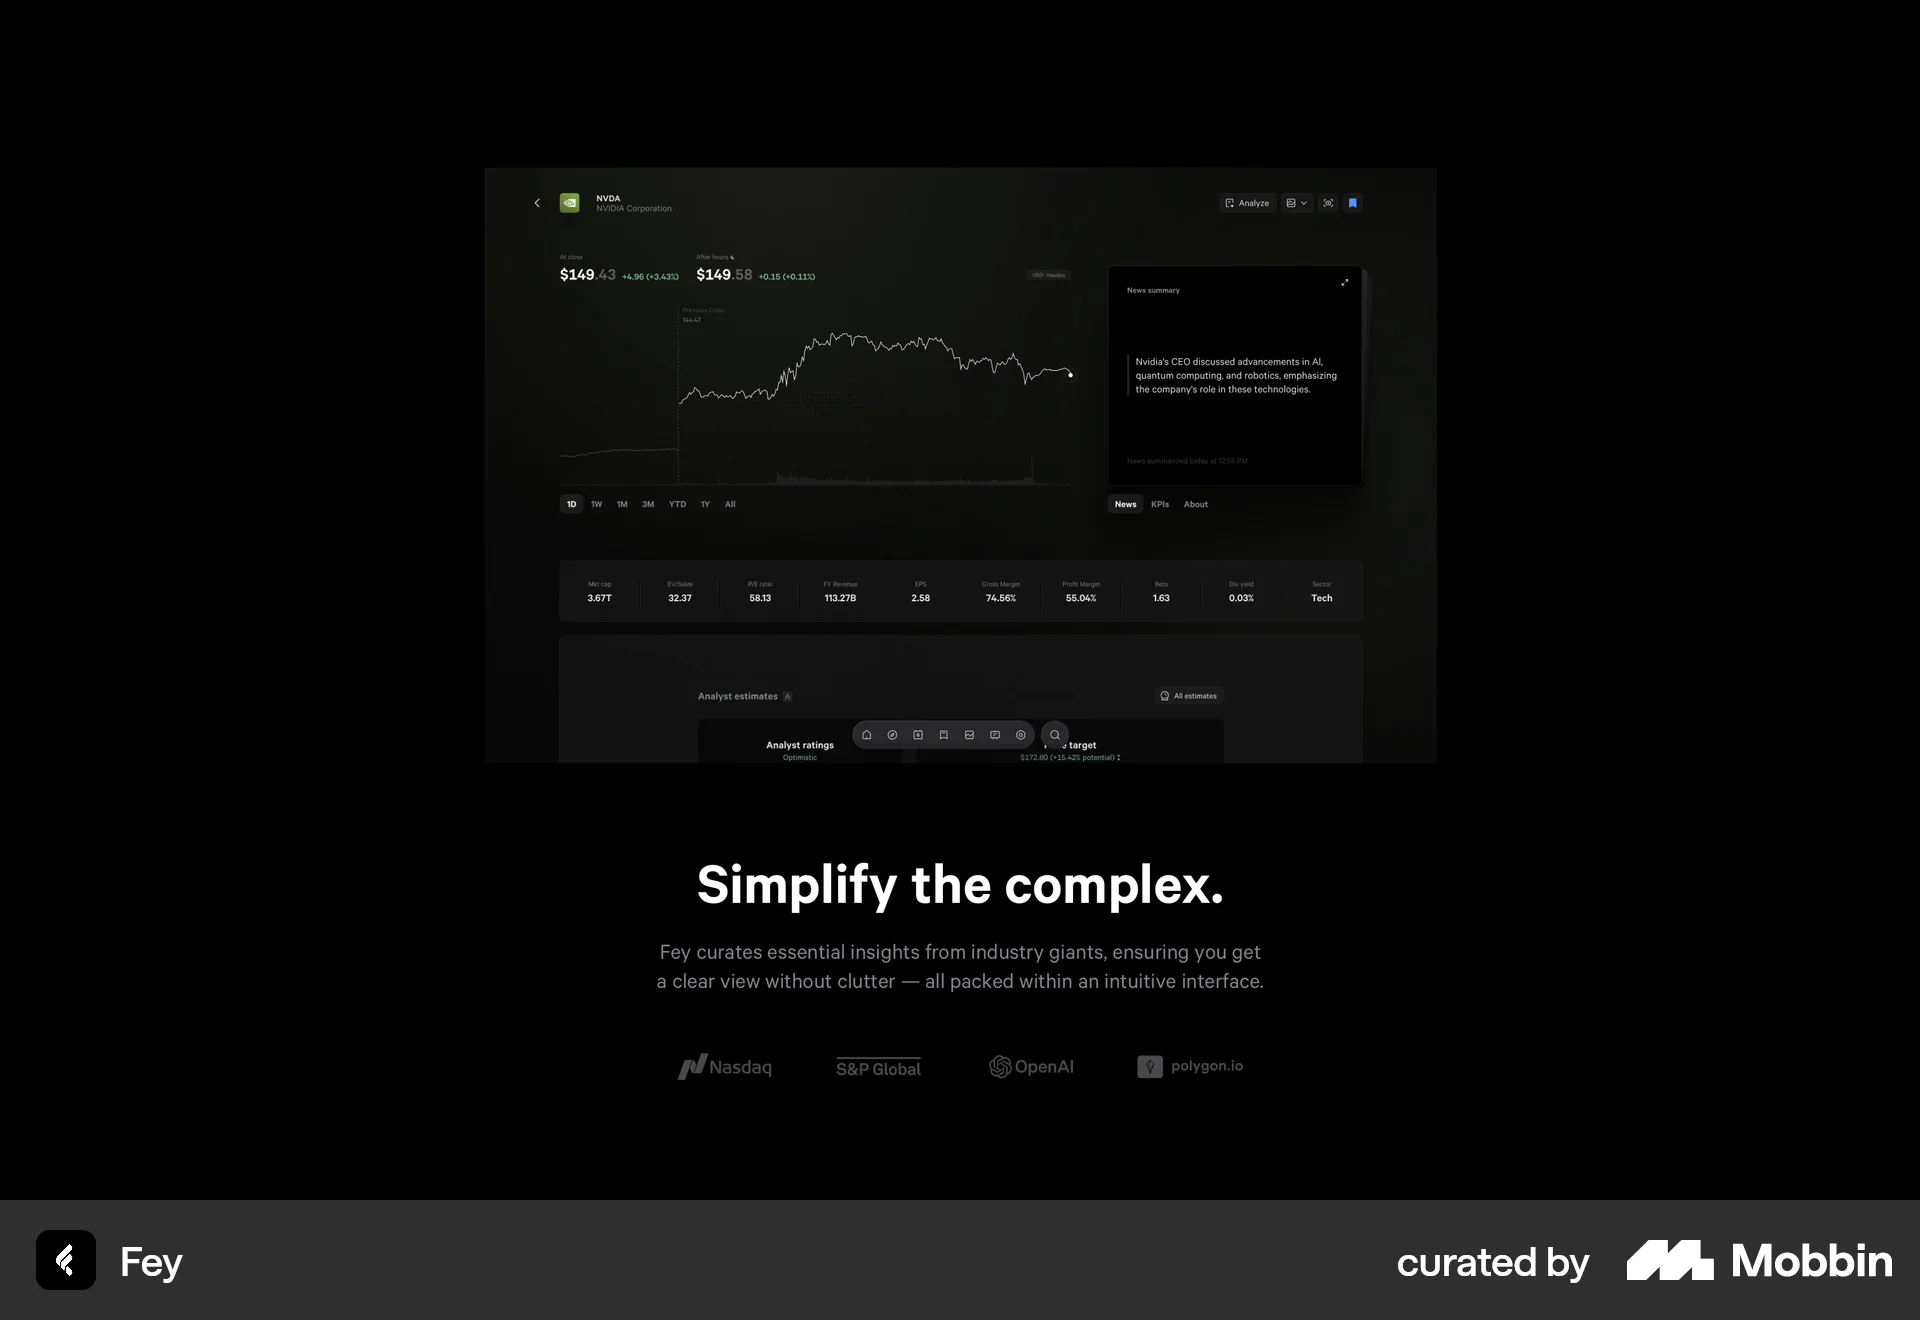 NVDA
NVIDIA Corporation
Analyze
At close
$149.43 +4.96 (+3.43%)
After hours
$149.58 +0.15 (+0.11%)
USD · Nasdaq
Previous Close
144.47
News summary
Nvidia's CEO discussed advancements in AI,
quantum computing, and robotics, emphasizing
the company's role in these technologies.
News summarized today at 12:55 PM
1D 1W 1M 3M YTD 1Y All
News KPIs About
Mkt cap
3.67T
EV/Sales
32.37
P/E ratio
58.13
FY Revenue
113.27B
EPS
2.58
Gross Margin
74.56%
Profit Margin
55.04%
Beta
1.63
Div yield
0.03%
Sector
Tech
Analyst estimates A
All estimates
Analyst ratings
Optimistic
target
$172.80 (+15.42% potential)
Simplify the complex.
Fey curates essential insights from industry giants, ensuring you get
a clear view without clutter — all packed within an intuitive interface.
Nasdaq
S&P Global
OpenAI
polygon.io
Fey
curated by Mobbin